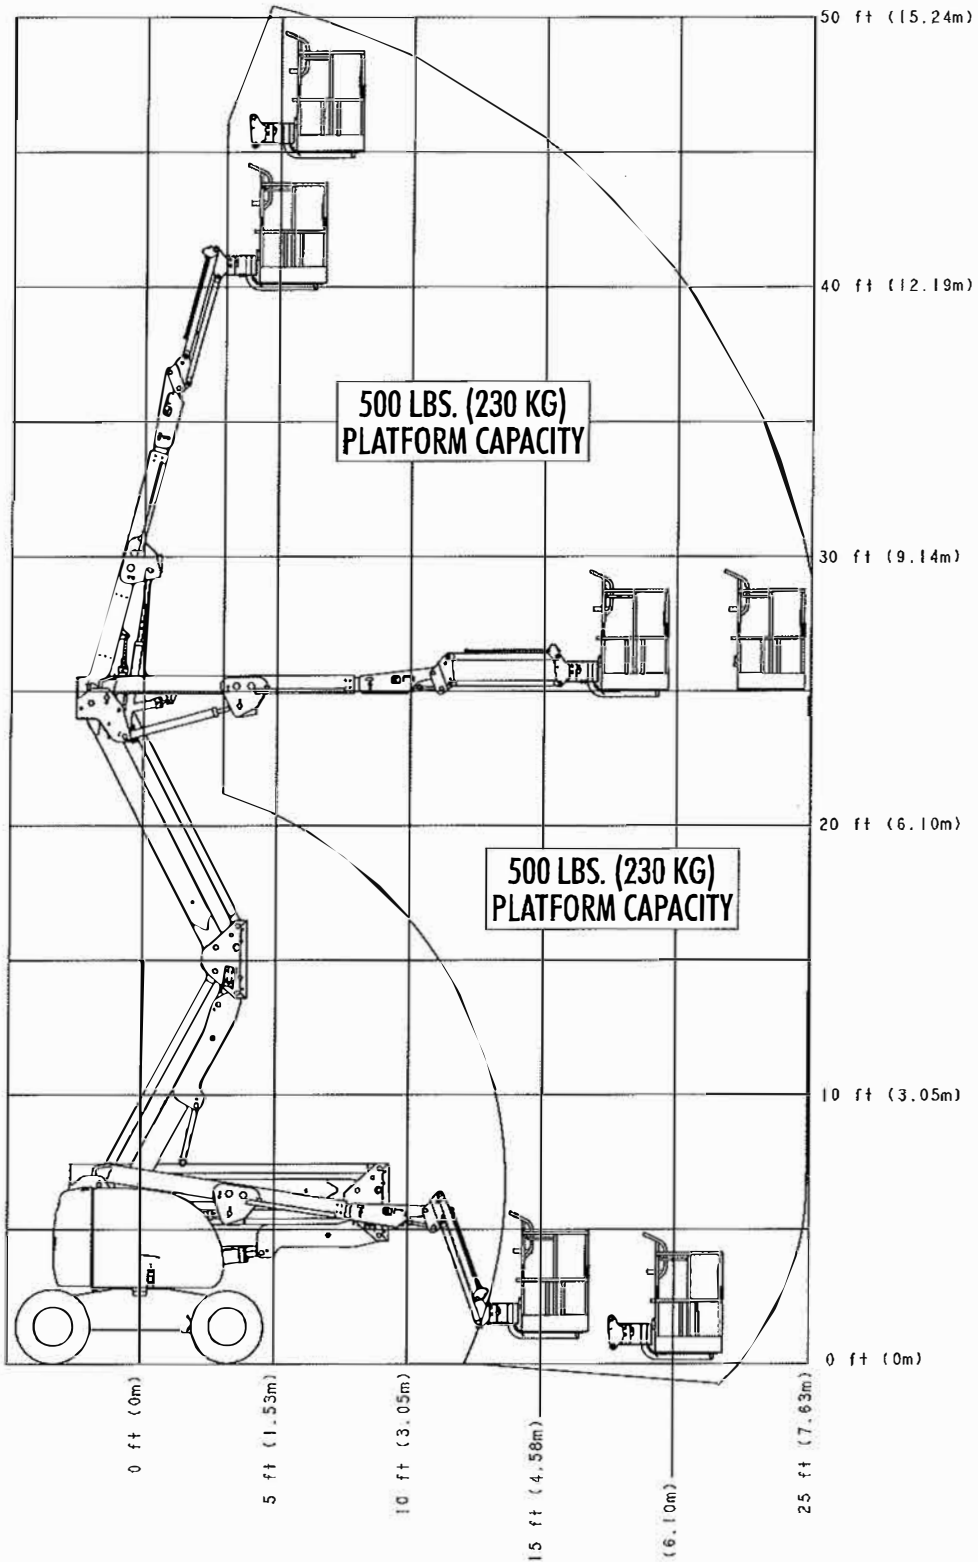 50 ft (15.24m)
40 ft (12.19m)
500 LBS. (230 KG)
PLATFORM CAPACITY
30 ft (9.14m)
20 ft (6.10m)
500 LBS. (230 KG)
PLATFORM CAPACITY
10 ft (3.05m)
0 ft (0m)
0 ft (0m)
5 ft (1.53m)
10 ft (3.05m)
15 ft (4.58m)
(6.10m)
25 ft (7.63m)